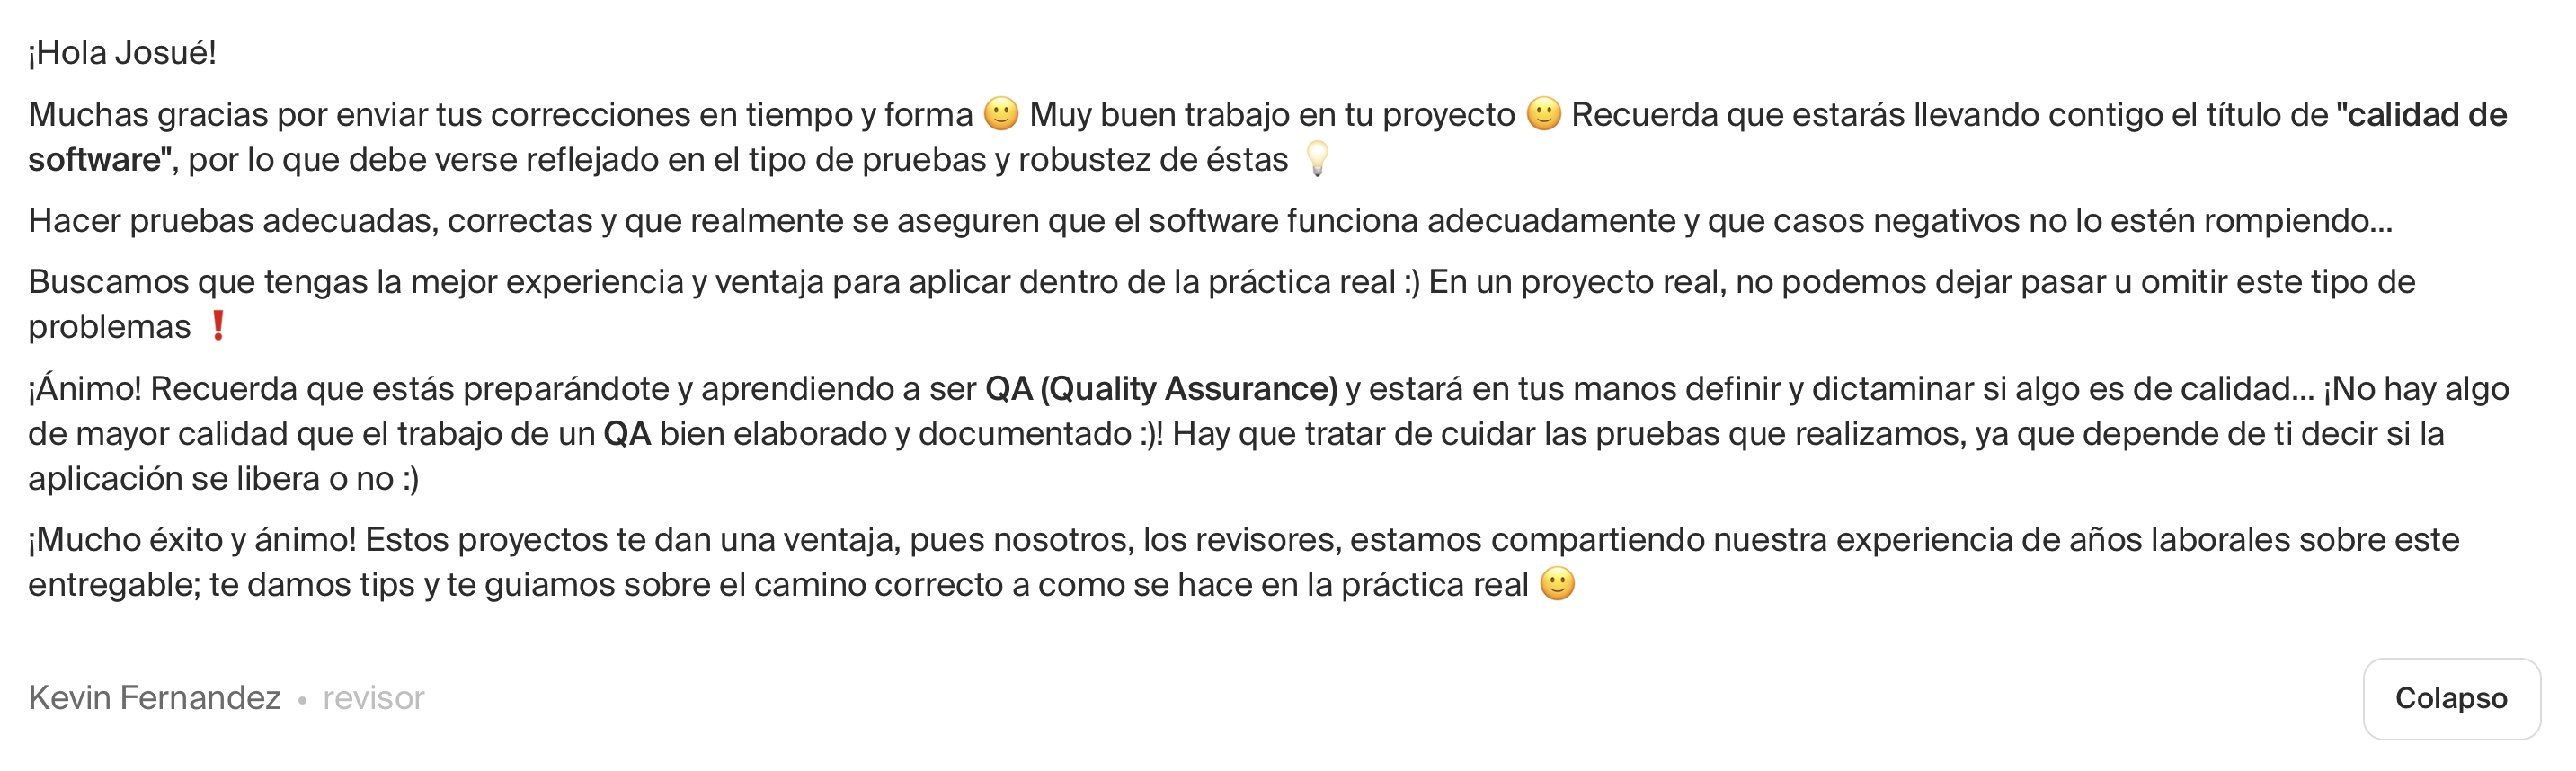 ¡Hola Josué!
Muchas gracias por enviar tus correcciones en tiempo y forma 🙂 Muy buen trabajo en tu proyecto 🙂 Recuerda que estarás llevando contigo el título de "calidad de
software", por lo que debe verse reflejado en el tipo de pruebas y robustez de éstas 💡
Hacer pruebas adecuadas, correctas y que realmente se aseguren que el software funciona adecuadamente y que casos negativos no lo estén rompiendo...
Buscamos que tengas la mejor experiencia y ventaja para aplicar dentro de la práctica real :) En un proyecto real, no podemos dejar pasar u omitir este tipo de
problemas ❗
¡Ánimo! Recuerda que estás preparándote y aprendiendo a ser QA (Quality Assurance) y estará en tus manos definir y dictaminar si algo es de calidad... ¡No hay algo
de mayor calidad que el trabajo de un QA bien elaborado y documentado :)! Hay que tratar de cuidar las pruebas que realizamos, ya que depende de ti decir si la
aplicación se libera o no :)
¡Mucho éxito y ánimo! Estos proyectos te dan una ventaja, pues nosotros, los revisores, estamos compartiendo nuestra experiencia de años laborales sobre este
entregable; te damos tips y te guiamos sobre el camino correcto a como se hace en la práctica real 🙂
Kevin Fernandez • revisor
Colapso